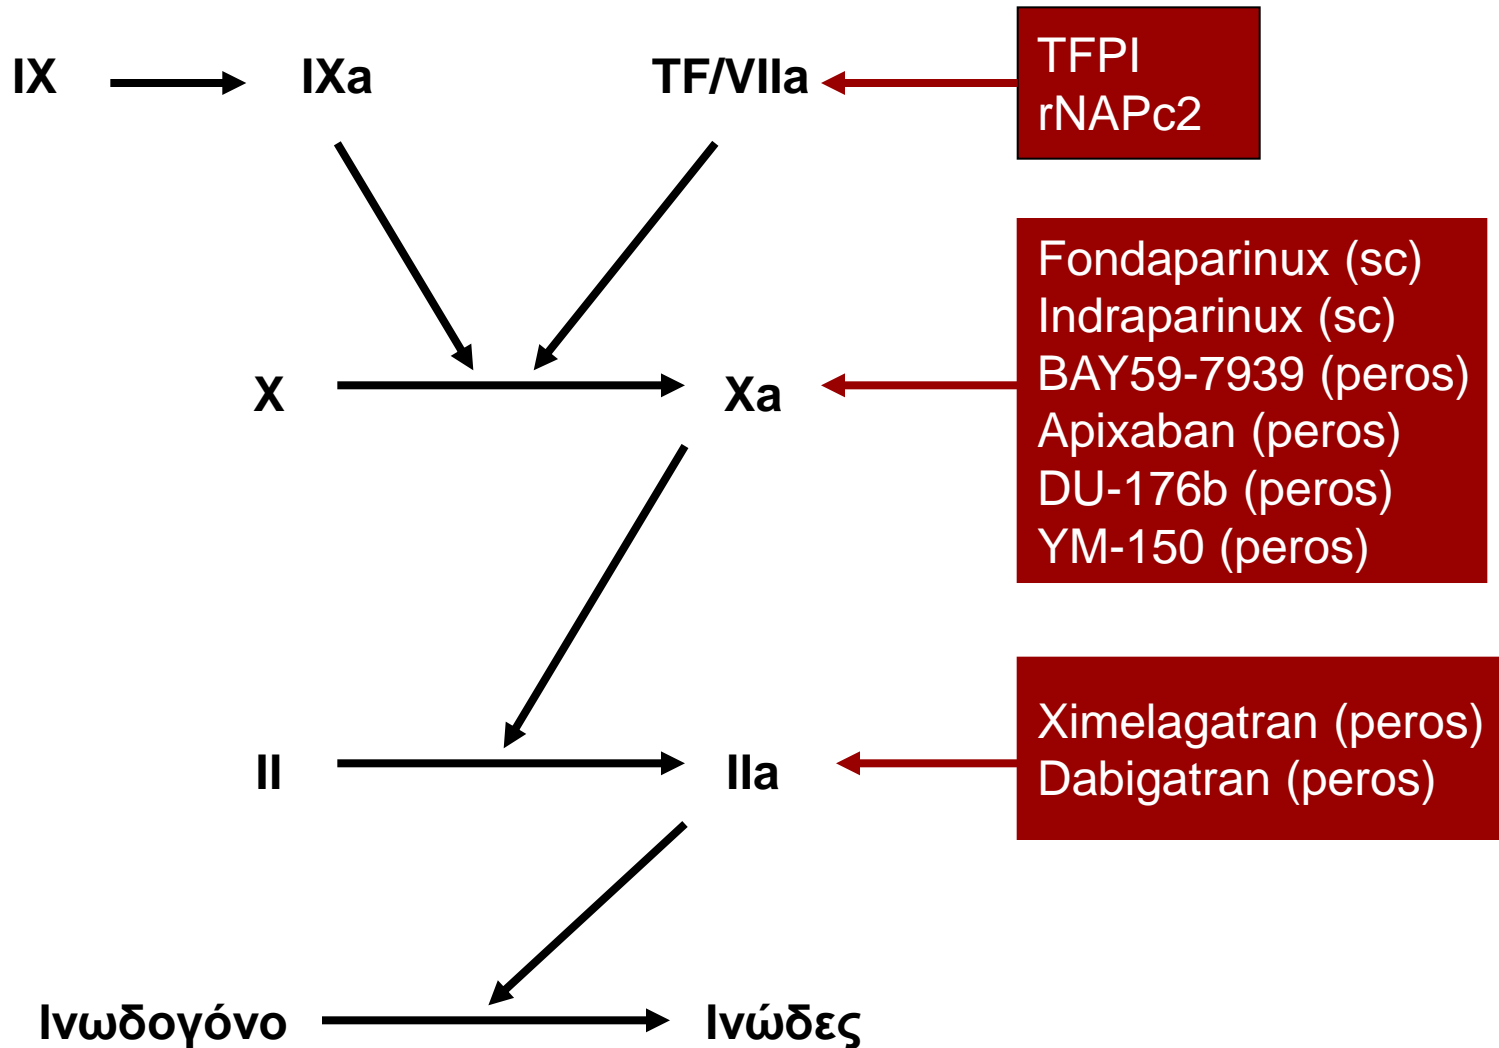 IX
IXa
TF/VIIa
TFPI
rNAPc2
Fondaparinux (sc)
Indraparinux (sc)
BAY59-7939 (peros)
Apixaban (peros)
DU-176b (peros)
YM-150 (peros)
X
Xa
Ximelagatran (peros)
Dabigatran (peros)
II
IIa
Ινωδογόνο
Ινώδες